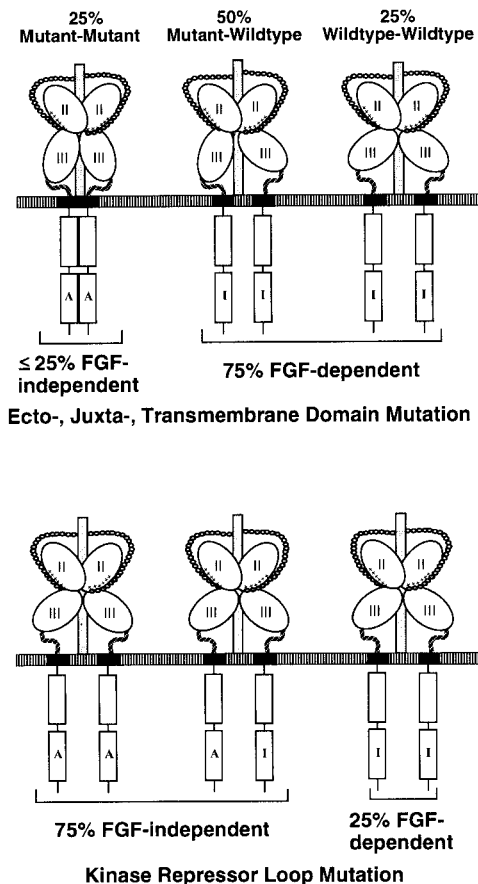 25% 50% 25%
Mutant-Mutant Mutant-Wildtype Wildtype-Wildtype
II II II II II II
III III III III III III
A A I I I I
≤ 25% FGF-
independent
75% FGF-dependent
Ecto-, Juxta-, Transmembrane Domain Mutation
II II II II II II
III III III III III III
A A A I I I
75% FGF-independent
25% FGF-
dependent
Kinase Repressor Loop Mutation